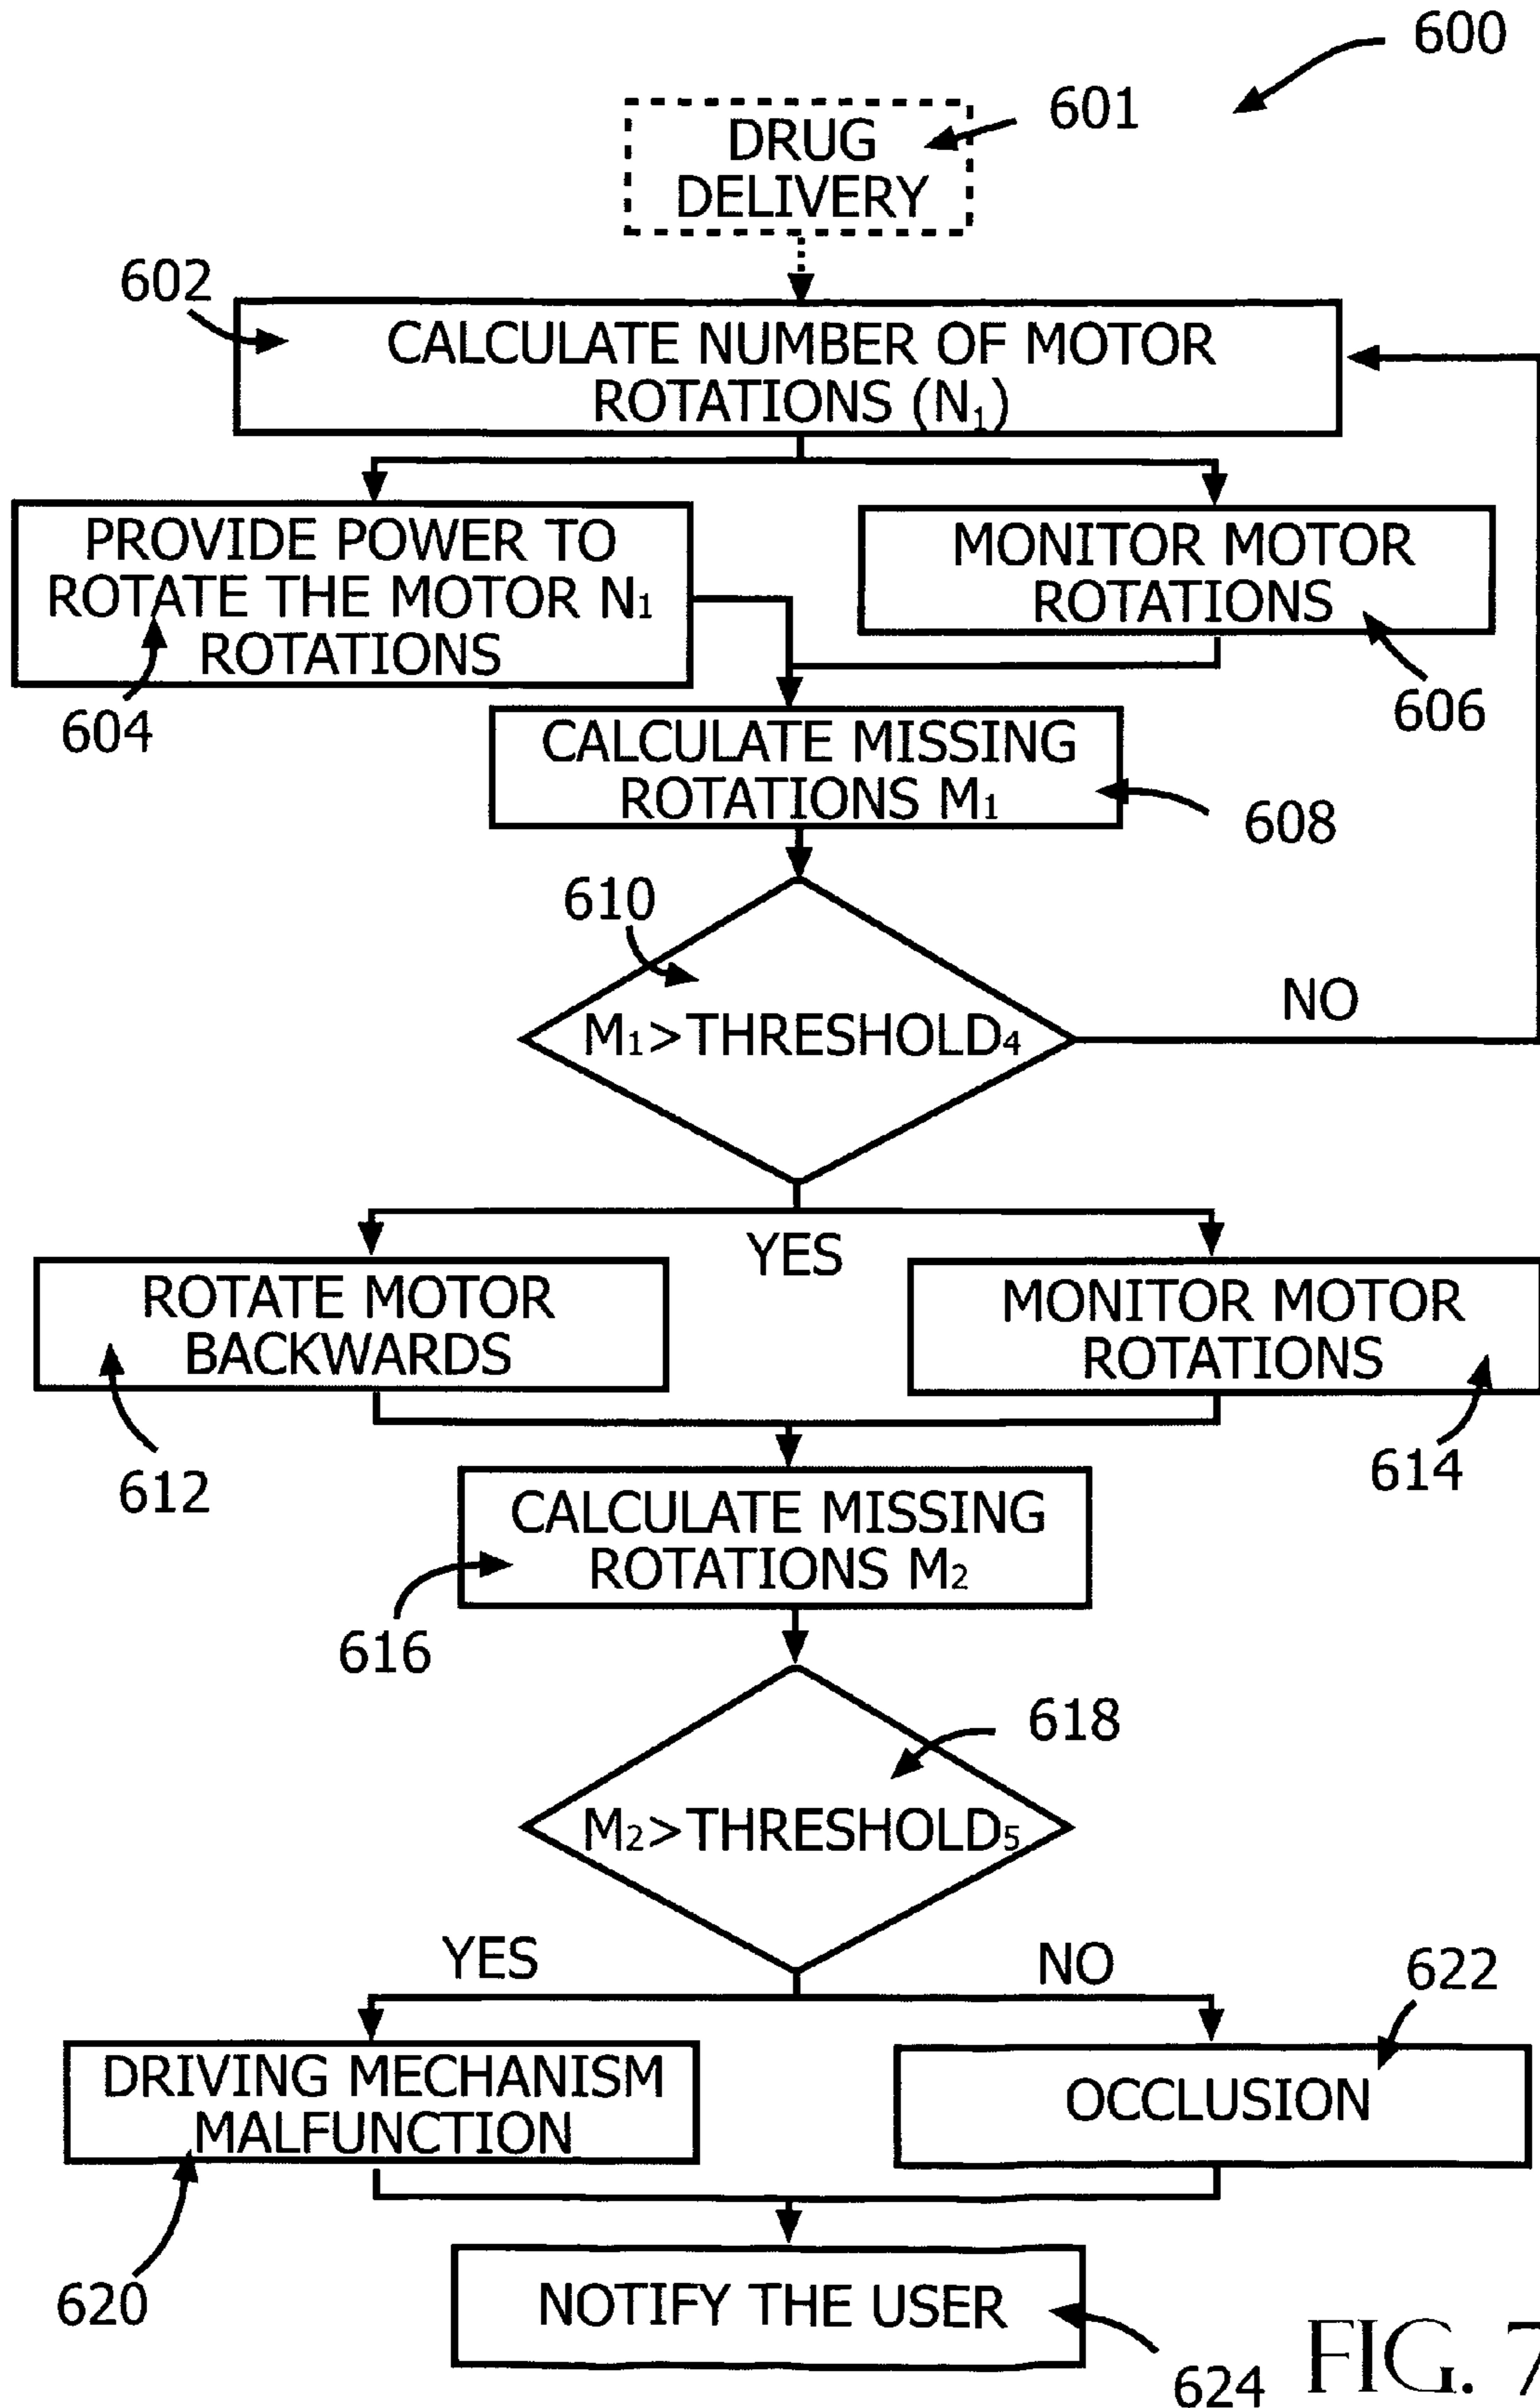 600
601
DRUG
DELIVERY
602
CALCULATE NUMBER OF MOTOR
ROTATIONS (N₁)
PROVIDE POWER TO
ROTATE THE MOTOR N₁
ROTATIONS
MONITOR MOTOR
ROTATIONS
604
606
CALCULATE MISSING
ROTATIONS M₁
608
610
M₁>THRESHOLD₄
NO
YES
ROTATE MOTOR
BACKWARDS
MONITOR MOTOR
ROTATIONS
612
614
CALCULATE MISSING
ROTATIONS M₂
616
618
M₂>THRESHOLD₅
YES
NO
622
DRIVING MECHANISM
MALFUNCTION
OCCLUSION
620
NOTIFY THE USER
624
FIG. 7